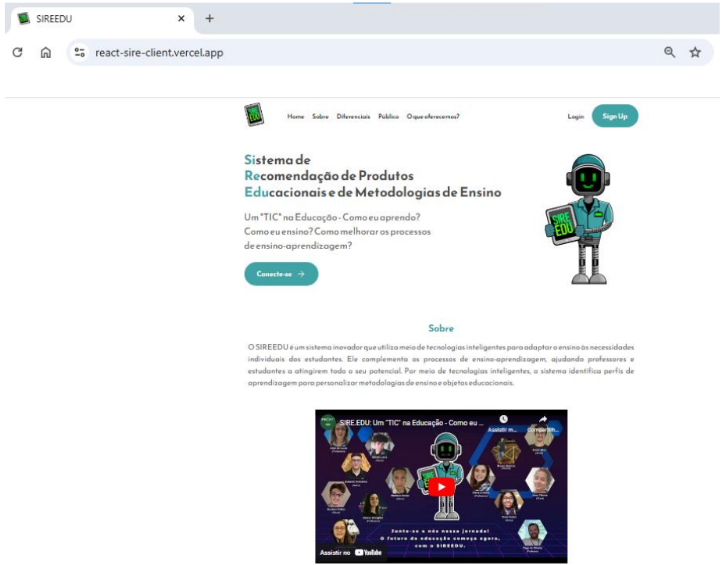 SIREEDU
react-sire-client.vercel.app
Home Sobre Diferenciais Público O que oferecemos? Login Sign Up
Sistema de
Recomendação de Produtos
Educacionais e de Metodologias de Ensino
SIRE
EDU
Um "TIC" na Educação - Como eu aprendo?
Como eu ensino? Como melhorar os processos
de ensino-aprendizagem?
Conecte-se →
Sobre
O SIREEDU é um sistema inovador que utiliza meio de tecnologias inteligentes para adaptar o ensino às necessidades
individuais dos estudantes. Ele complementa os processos de ensino-aprendizagem, ajudando professores e
estudantes a atingirem todo o seu potencial. Por meio de tecnologias inteligentes, o sistema identifica perfis de
aprendizagem para personalizar metodologias de ensino e objetos educacionais.
SIRE.EDU: Um "TIC" na Educação - Como eu ...
Assistir m... Compartilh...
Junte-se a nós nessa jornada!
O futuro da educação começa agora,
com o SIREEDU.
Assistir no YouTube